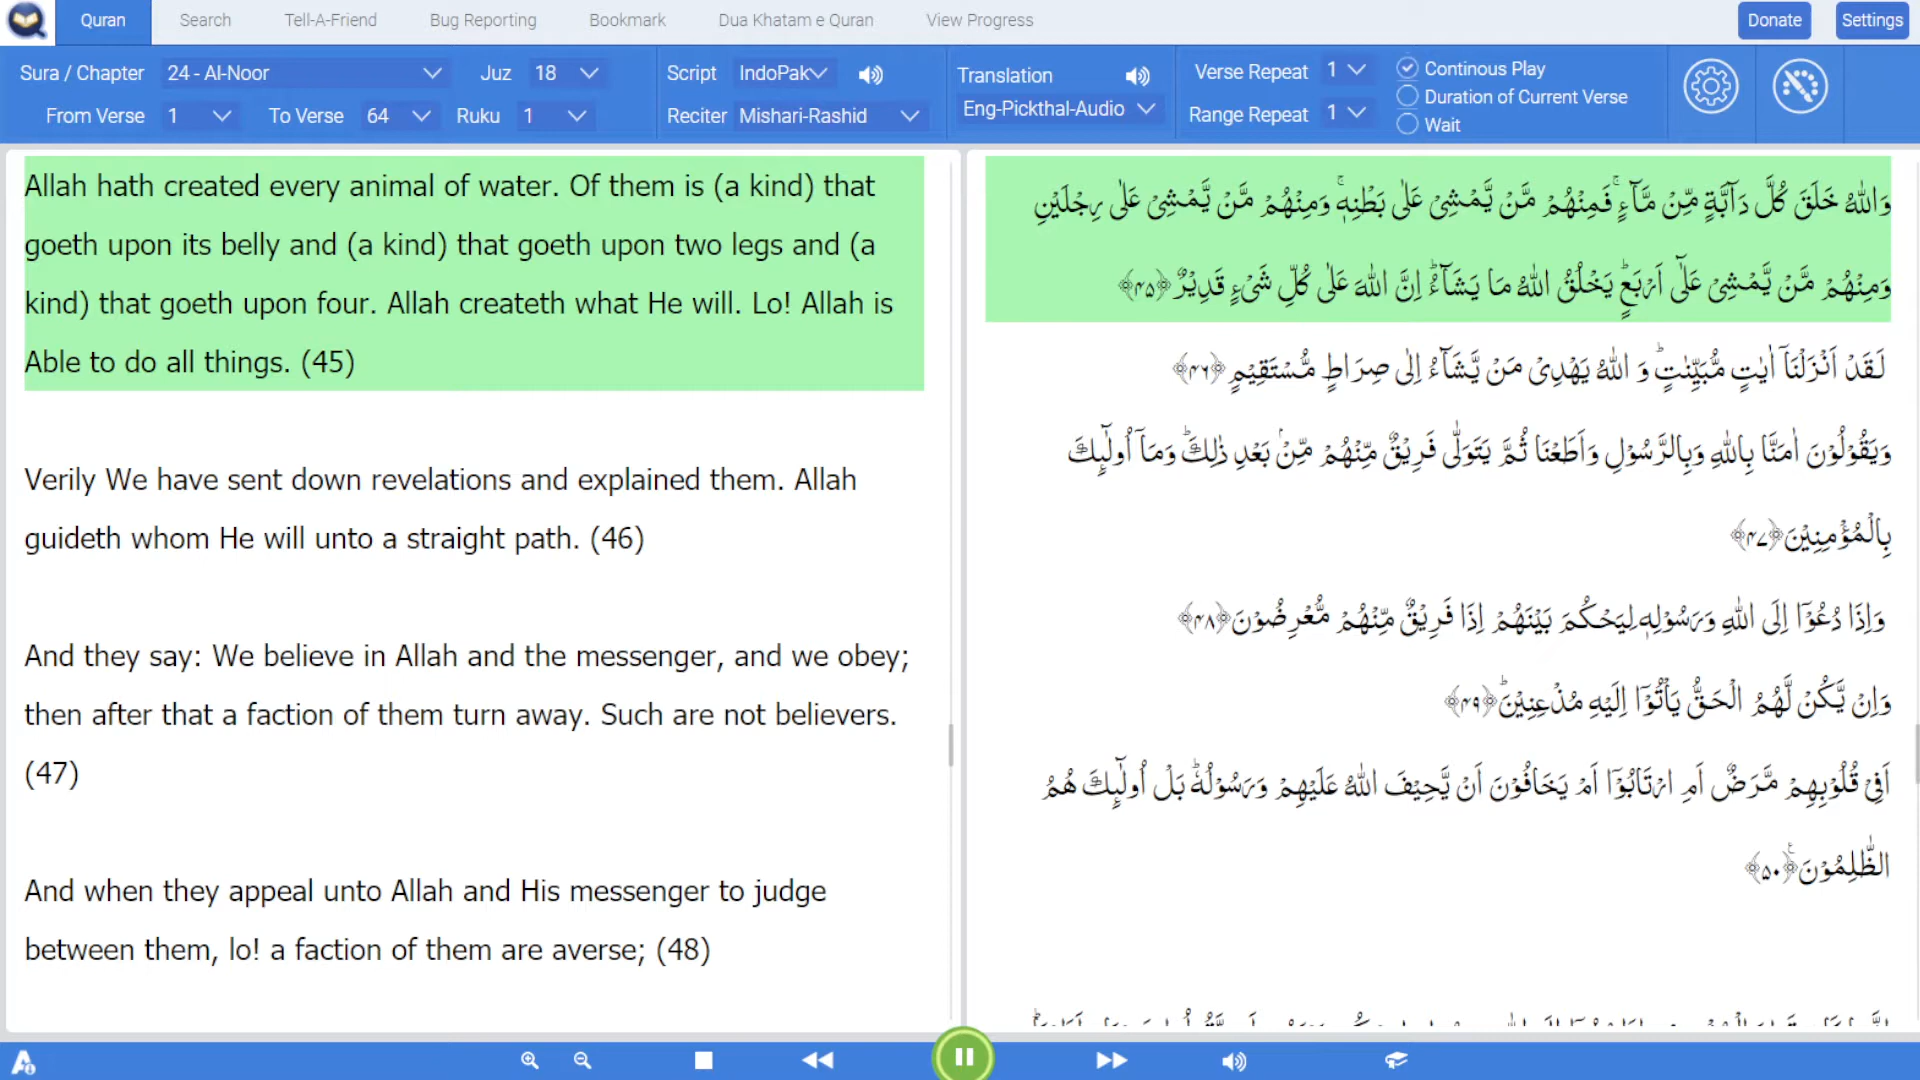 Quran Search Tell-A-Friend Bug Reporting Bookmark Dua Khatam e Quran View Progress Donate Settings
Sura / Chapter 24 - Al-Noor Juz 18
From Verse 1 To Verse 64 Ruku 1
Script IndoPak
Reciter Mishari-Rashid
Translation
Eng-Pickthal-Audio
Verse Repeat 1
Range Repeat 1
Continous Play
Duration of Current Verse
Wait
Allah hath created every animal of water. Of them is (a kind) that
goeth upon its belly and (a kind) that goeth upon two legs and (a
kind) that goeth upon four. Allah createth what He will. Lo! Allah is
Able to do all things. (45)
Verily We have sent down revelations and explained them. Allah
guideth whom He will unto a straight path. (46)
And they say: We believe in Allah and the messenger, and we obey;
then after that a faction of them turn away. Such are not believers.
(47)
And when they appeal unto Allah and His messenger to judge
between them, lo! a faction of them are averse; (48)
وَاللّٰهُ خَلَقَ كُلَّ دَآبَّةٍ مِّنْ مَّآءٍ ۚ فَمِنْهُمْ مَّنْ يَّمْشِىْ عَلٰى بَطْنِهٖ ۚ وَمِنْهُمْ مَّنْ يَّمْشِىْ عَلٰى رِجْلَيْنِ
وَمِنْهُمْ مَّنْ يَّمْشِىْ عَلٰٓى اَرْبَعٍ ؕ يَخْلُقُ اللّٰهُ مَا يَشَآءُ ؕ اِنَّ اللّٰهَ عَلٰى كُلِّ شَىْءٍ قَدِيْرٌ ﴿۴۵﴾
لَـقَدْ اَنْزَلْنَاۤ اٰيٰتٍ مُّبَيِّنٰتٍ ؕ وَ اللّٰهُ يَهْدِىْ مَنْ يَّشَآءُ اِلٰى صِرَاطٍ مُّسْتَقِيْمٍ ﴿۴۶﴾
وَيَقُوْلُوْنَ اٰمَنَّا بِاللّٰهِ وَبِالرَّسُوْلِ وَاَطَعْنَا ثُمَّ يَتَوَلّٰى فَرِيْقٌ مِّنْهُمْ مِّنْۢ بَعْدِ ذٰلِكَ ؕ وَمَاۤ اُولٰٓٮِٕكَ
بِالْمُؤْمِنِيْنَ ﴿۴۷﴾
وَاِذَا دُعُوْۤا اِلَى اللّٰهِ وَرَسُوْلِهٖ لِيَحْكُمَ بَيْنَهُمْ اِذَا فَرِيْقٌ مِّنْهُمْ مُّعْرِضُوْنَ ﴿۴۸﴾
وَاِنْ يَّكُنْ لَّهُمُ الْحَـقُّ يَاْتُوْۤا اِلَيْهِ مُذْعِنِيْنَ ؕ ﴿۴۹﴾
اَفِىْ قُلُوْبِهِمْ مَّرَضٌ اَمِ ارْتَابُوْۤا اَمْ يَخَافُوْنَ اَنْ يَّحِيْفَ اللّٰهُ عَلَيْهِمْ وَرَسُوْلُهٗ ؕ بَلْ اُولٰٓٮِٕكَ هُمُ
الظّٰلِمُوْنَ ﴿۵۰﴾